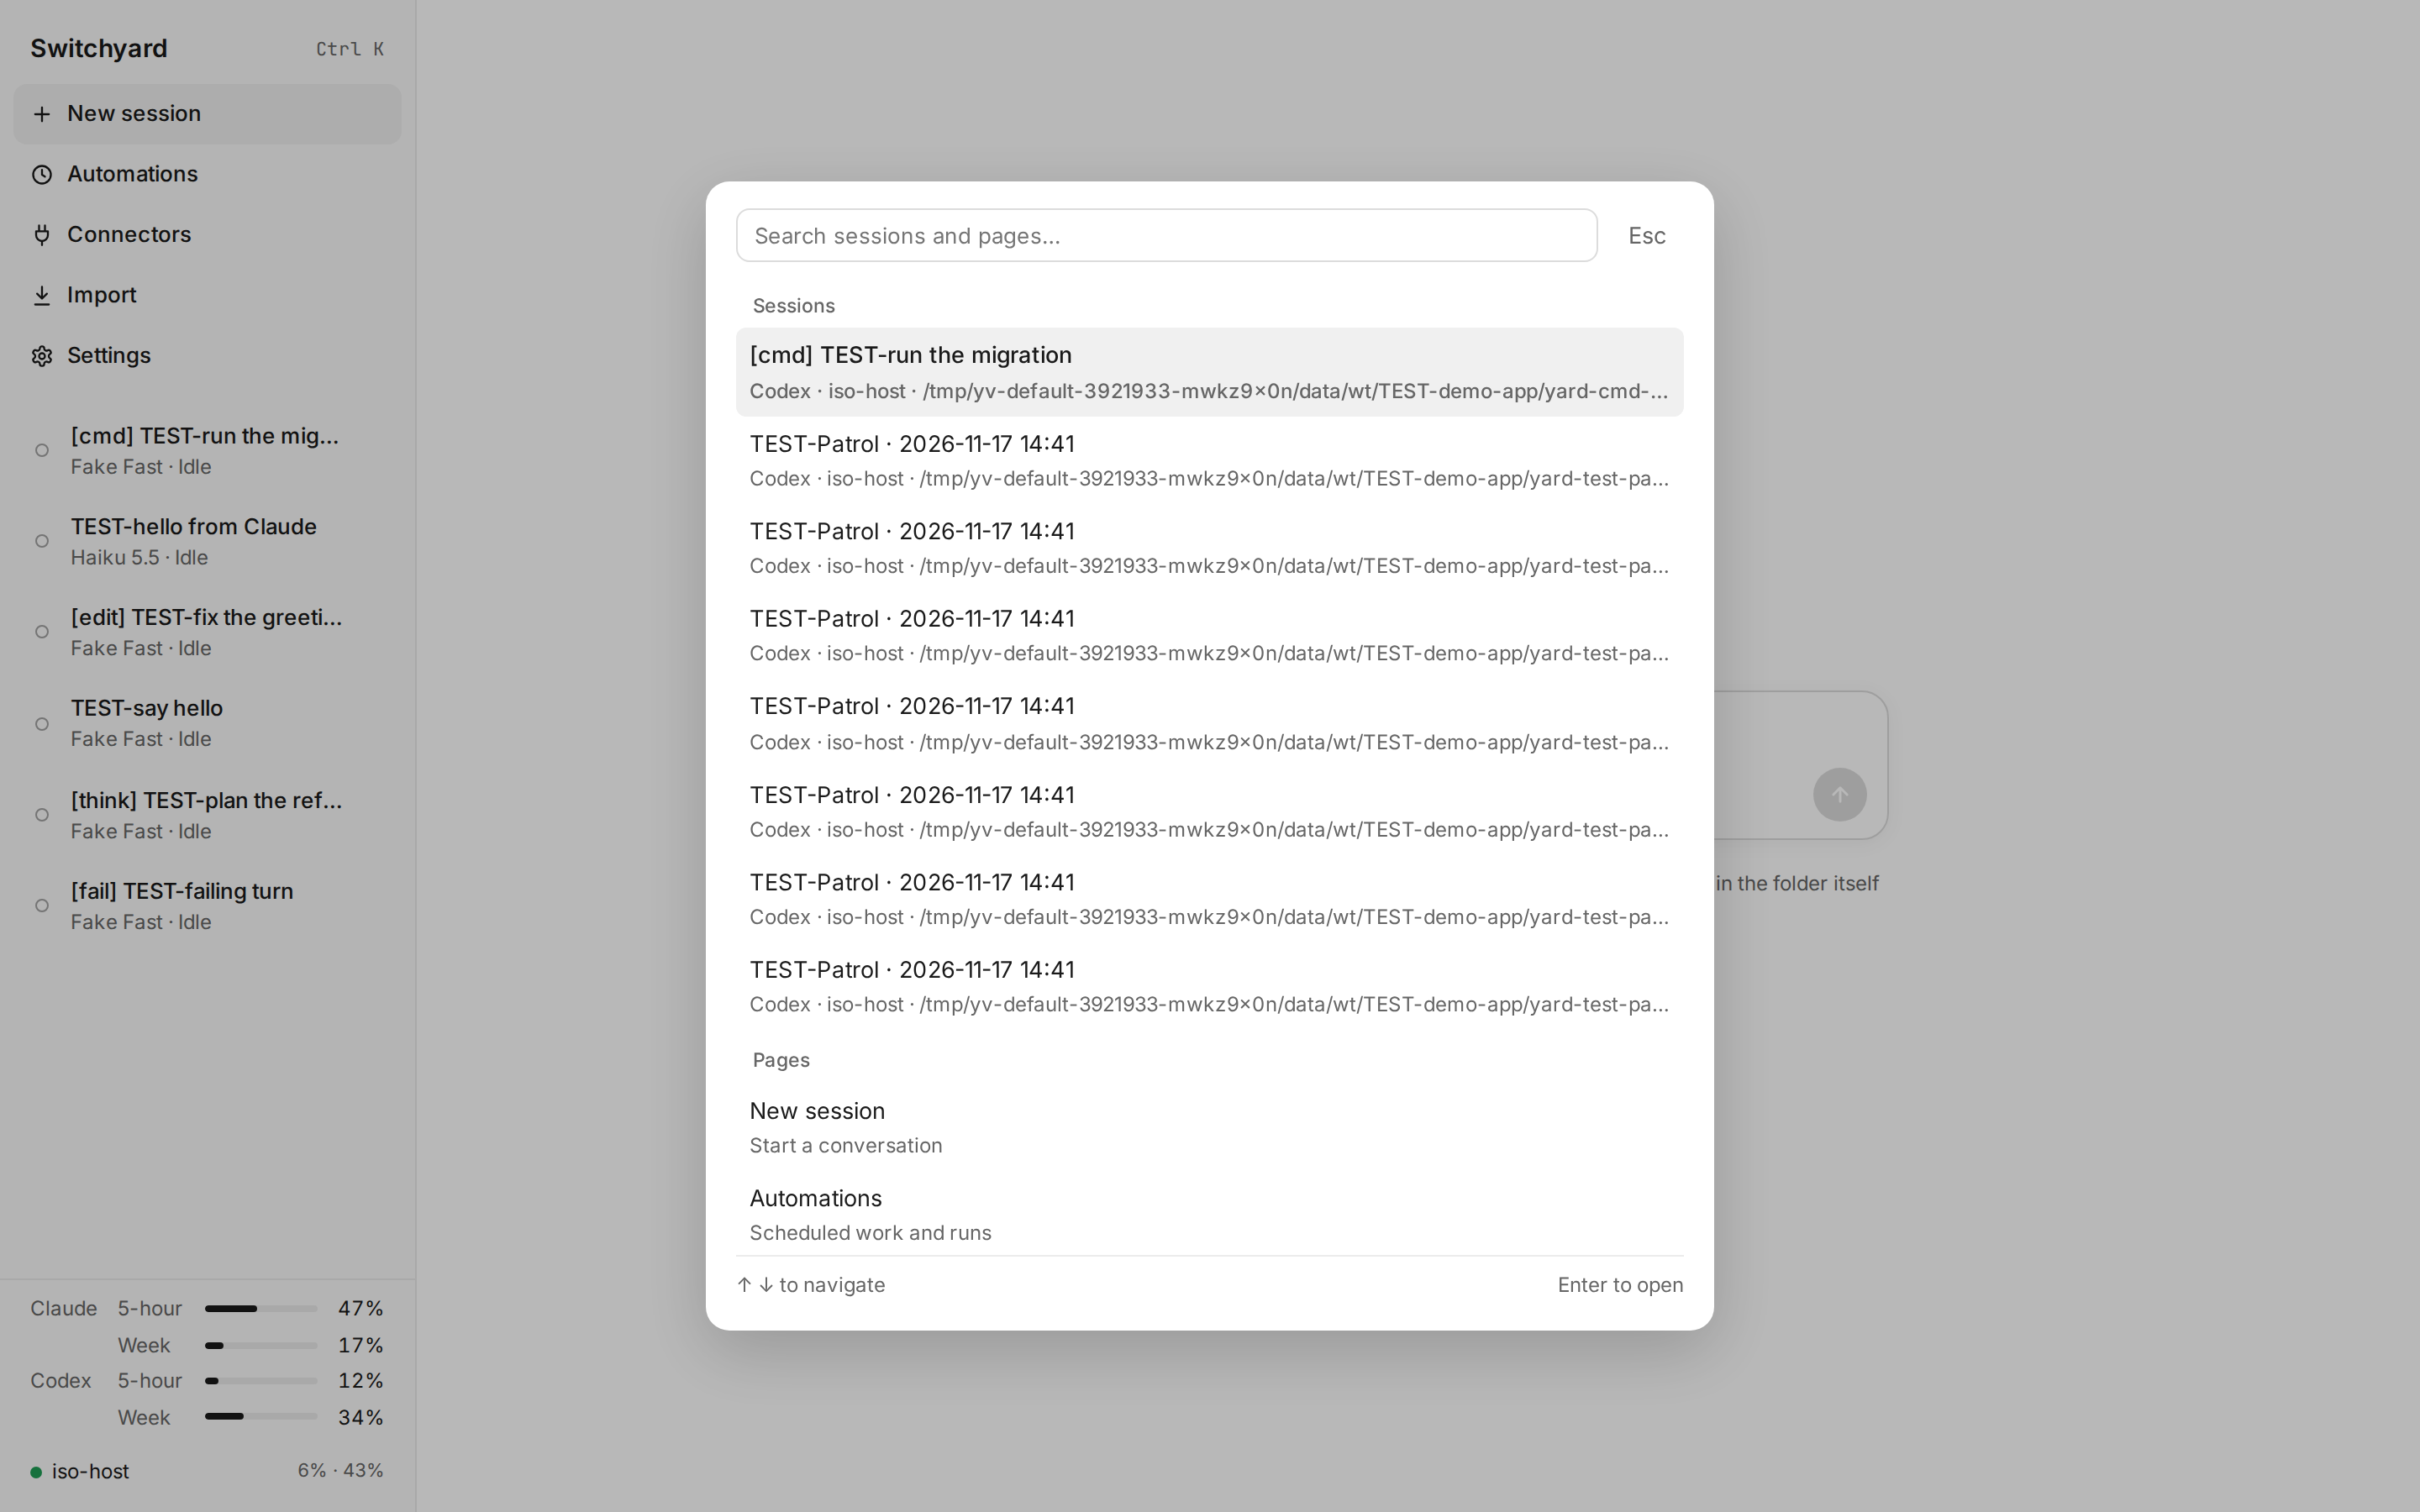 Switchyard
Ctrl K
New session
Automations
Connectors
Import
Settings
[cmd] TEST-run the mig...
Fake Fast · Idle
TEST-hello from Claude
Haiku 5.5 · Idle
[edit] TEST-fix the greeti...
Fake Fast · Idle
TEST-say hello
Fake Fast · Idle
[think] TEST-plan the ref...
Fake Fast · Idle
[fail] TEST-failing turn
Fake Fast · Idle
Claude 5-hour 47%
Week 17%
Codex 5-hour 12%
Week 34%
iso-host 6% · 43%
Search sessions and pages...
Esc
Sessions
[cmd] TEST-run the migration
Codex · iso-host · /tmp/yv-default-3921933-mwkz9×0n/data/wt/TEST-demo-app/yard-cmd-...
TEST-Patrol · 2026-11-17 14:41
Codex · iso-host · /tmp/yv-default-3921933-mwkz9×0n/data/wt/TEST-demo-app/yard-test-pa...
TEST-Patrol · 2026-11-17 14:41
Codex · iso-host · /tmp/yv-default-3921933-mwkz9×0n/data/wt/TEST-demo-app/yard-test-pa...
TEST-Patrol · 2026-11-17 14:41
Codex · iso-host · /tmp/yv-default-3921933-mwkz9×0n/data/wt/TEST-demo-app/yard-test-pa...
TEST-Patrol · 2026-11-17 14:41
Codex · iso-host · /tmp/yv-default-3921933-mwkz9×0n/data/wt/TEST-demo-app/yard-test-pa...
TEST-Patrol · 2026-11-17 14:41
Codex · iso-host · /tmp/yv-default-3921933-mwkz9×0n/data/wt/TEST-demo-app/yard-test-pa...
TEST-Patrol · 2026-11-17 14:41
Codex · iso-host · /tmp/yv-default-3921933-mwkz9×0n/data/wt/TEST-demo-app/yard-test-pa...
TEST-Patrol · 2026-11-17 14:41
Codex · iso-host · /tmp/yv-default-3921933-mwkz9×0n/data/wt/TEST-demo-app/yard-test-pa...
Pages
New session
Start a conversation
Automations
Scheduled work and runs
↑ ↓ to navigate
Enter to open
in the folder itself